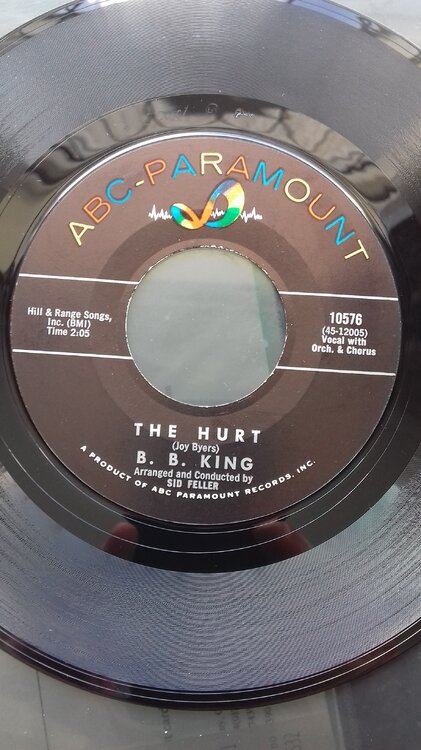 ABC-PARAMOUNT
Hill & Range Songs,
Inc. (BMI)
Time 2:05
10576
(45-12005)
Vocal with
Orch. & Chorus
THE HURT
(Joy Byers)
B. B. KING
Arranged and Conducted by
SID FELLER
A PRODUCT OF ABC PARAMOUNT RECORDS, INC.